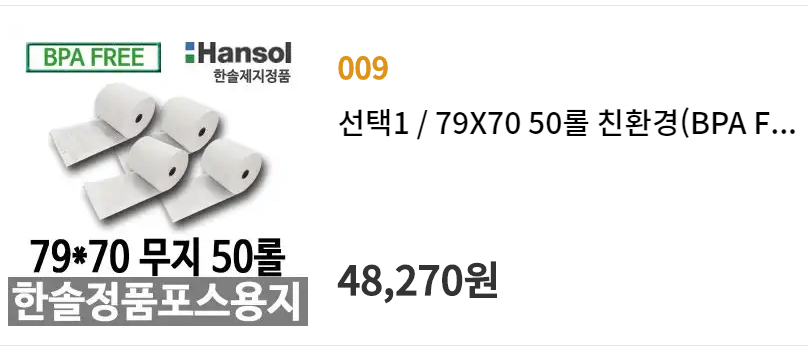 BPA FREE
Hansol
한솔제지정품
79*70 무지 50롤
한솔정품포스용지
009
선택1 / 79X70 50롤 친환경(BPA F...
48,270원